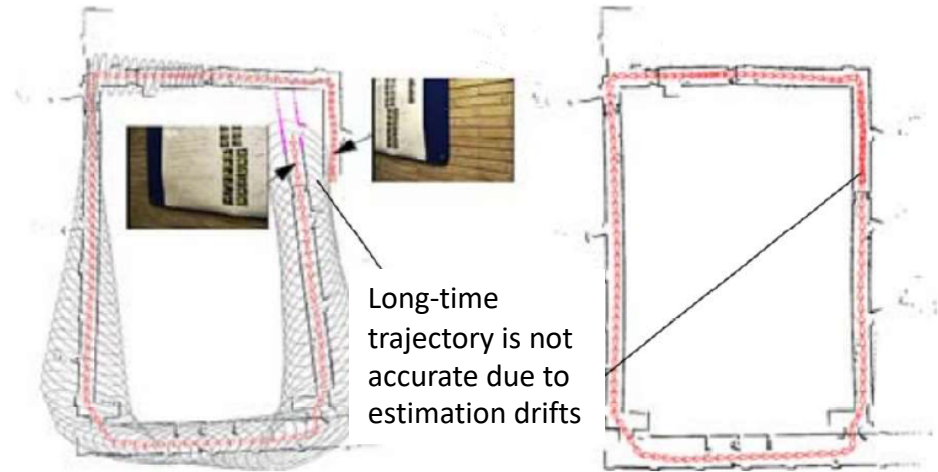 Long-time
trajectory is not
accurate due to
estimation drifts